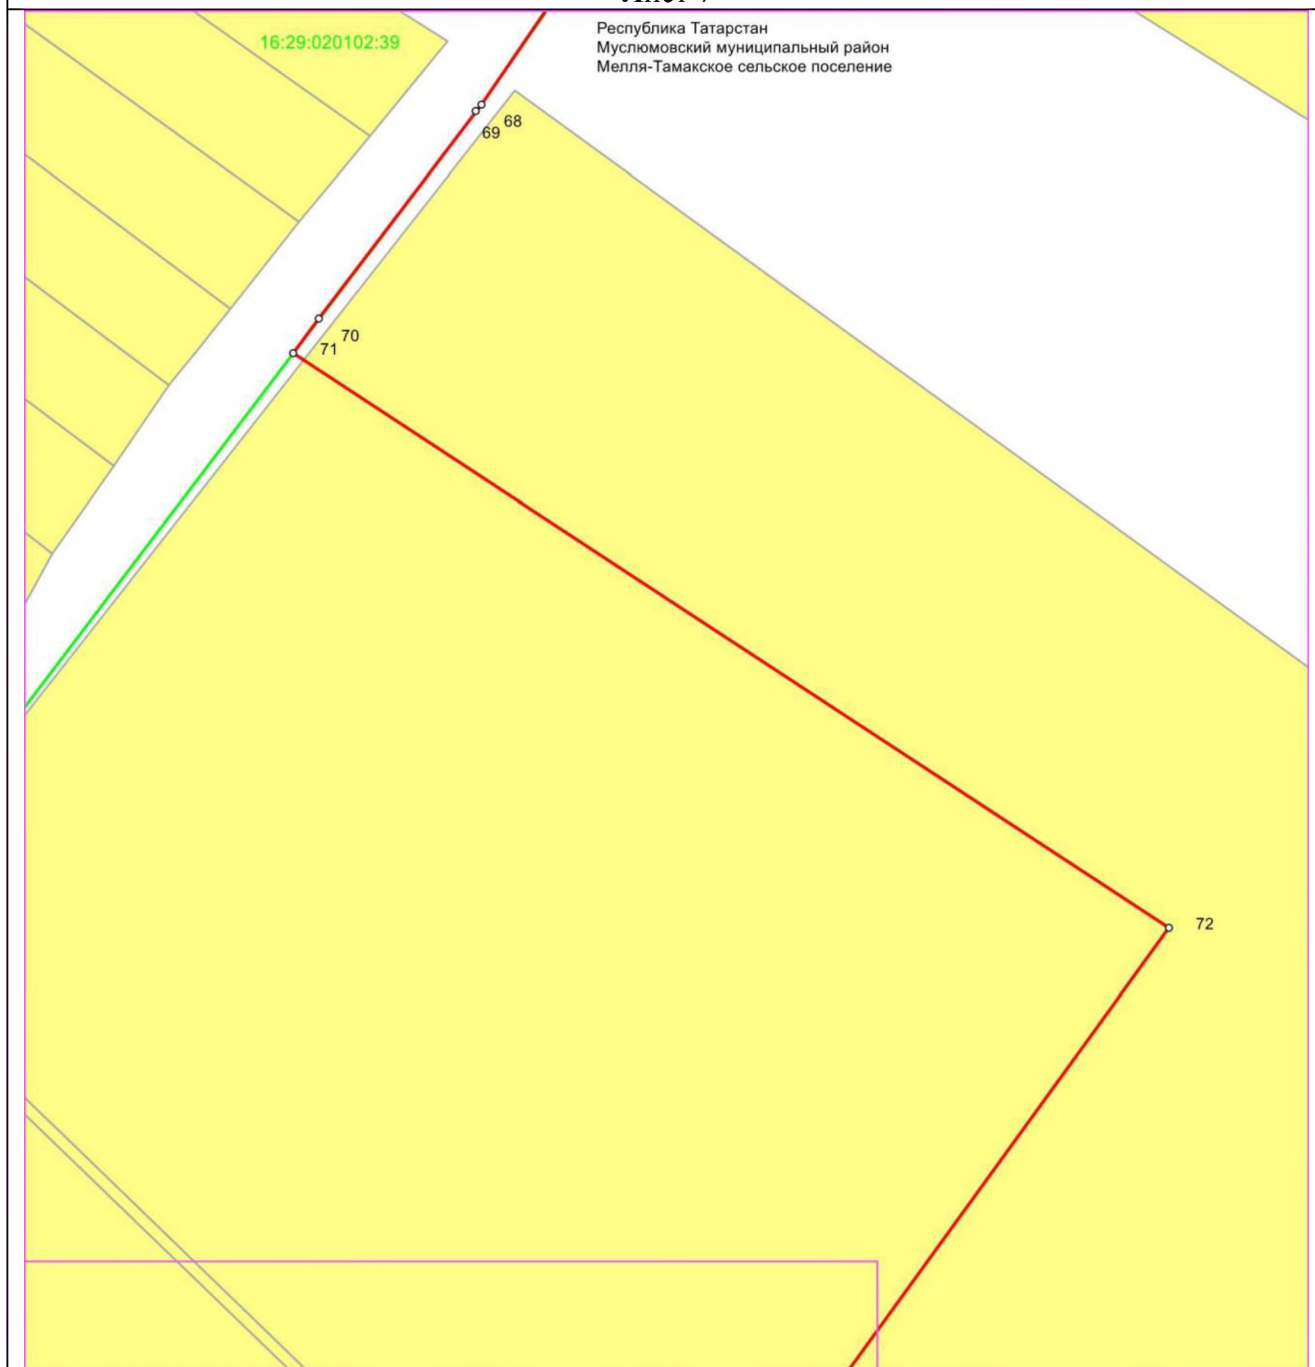 16:29:020102:39
Республика Татарстан
Муслюмовский муниципальный район
Мелля-Тамакское сельское поселение
68
69
70
71
72